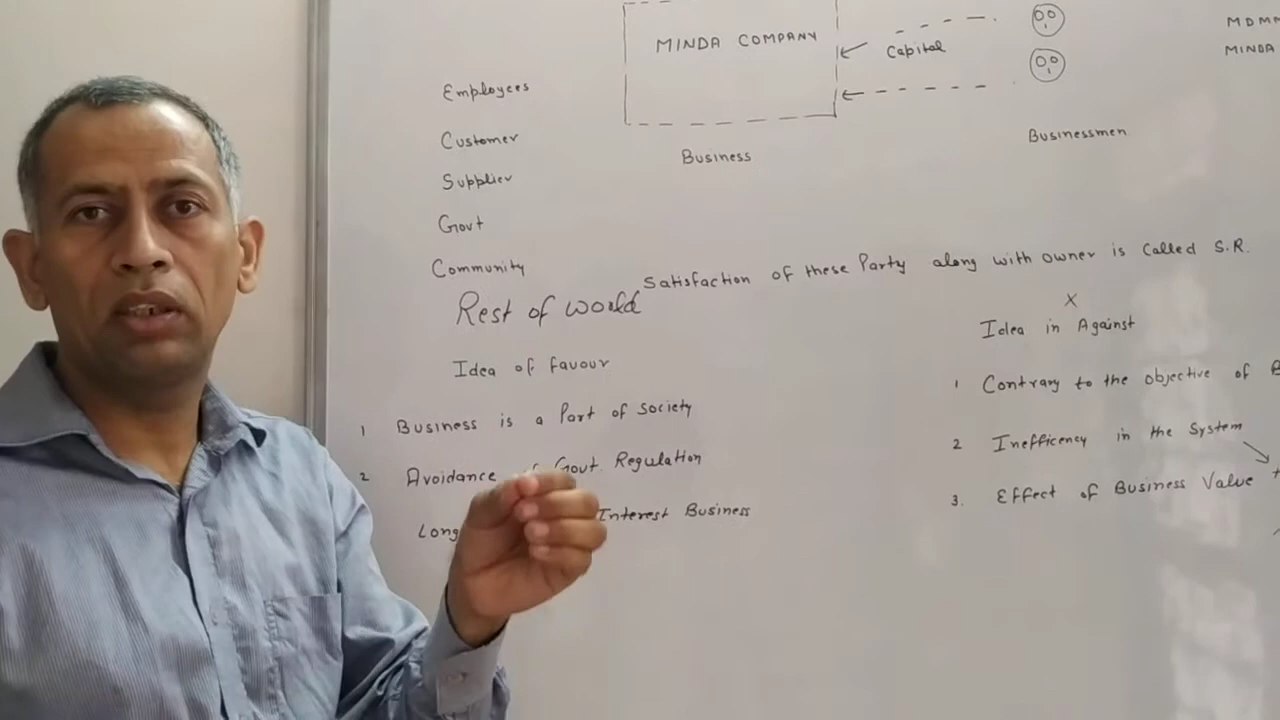 MINDA COMPANY
Capital
MDM
MINDA
Employees
Customer
Supplier
Govt
Community
Business
Businessmen
Satisfaction of these Party along with owner is called S.R.
Rest of world
X
Idea of favour
Idea in Against
1 Business is a Part of Society
2 Avoidance Govt. Regulation
Long Interest Business
1 Contrary to the objective of B
2 Inefficency in the System
3. Effect of Business Value